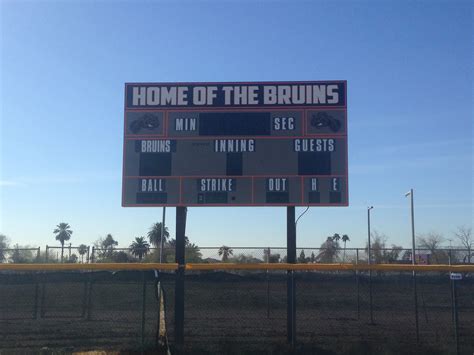 HOME OF THE BRUINS
MIN SEC
BRUINS INNING GUESTS
BALL STRIKE OUT H E